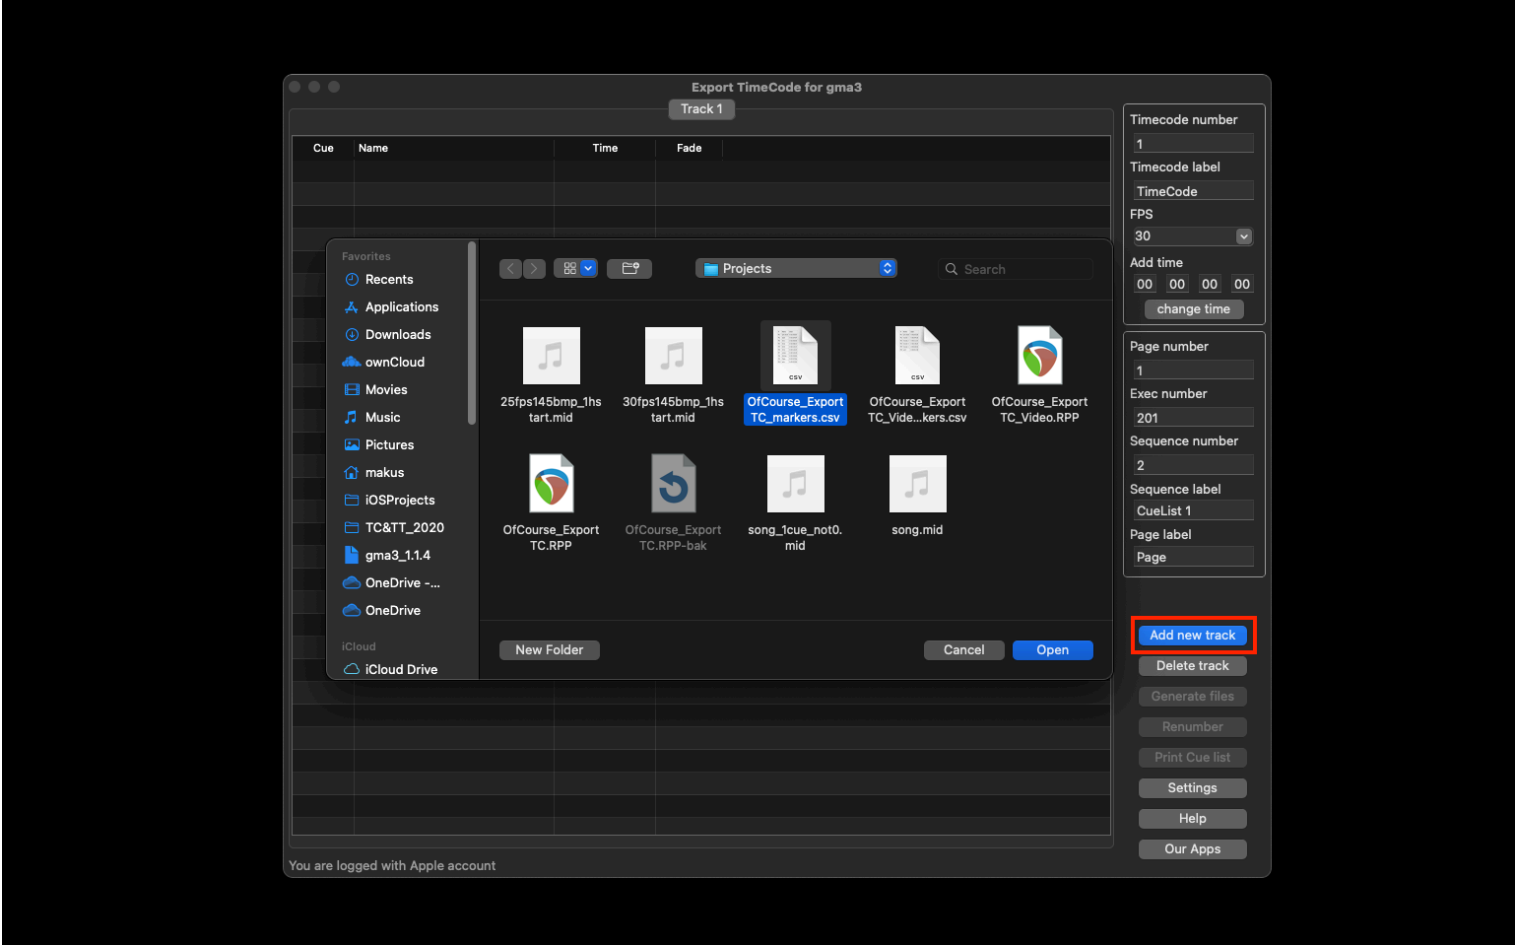 Export TimeCode for gma3
Track 1
Cue Name Time Fade
Timecode number
1
Timecode label
TimeCode
FPS
30
Add time
00 00 00 00
change time
Page number
1
Exec number
201
Sequence number
2
Sequence label
CueList 1
Page label
Page
Add new track
Delete track
Generate files
Renumber
Print Cue list
Settings
Help
Our Apps
Favorites
Recents
Applications
Downloads
ownCloud
Movies
Music
Pictures
makus
iOSProjects
TC&TT_2020
gma3_1.1.4
OneDrive -...
OneDrive
iCloud
iCloud Drive
Projects
Search
25fps145bmp_1hs
tart.mid
30fps145bmp_1hs
tart.mid
CSV
OfCourse_Export
TC_markers.csv
CSV
OfCourse_Export
TC_Vide...kers.csv
OfCourse_Export
TC_Video.RPP
OfCourse_Export
TC.RPP
OfCourse_Export
TC.RPP-bak
song_1cue_not0.
mid
song.mid
New Folder
Cancel
Open
You are logged with Apple account